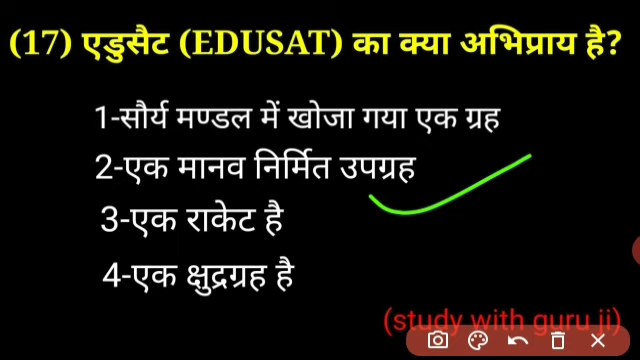 (17) एडुसैट (EDUSAT) का क्या अभिप्राय है?
1-सौर्य मण्डल में खोजा गया एक ग्रह
2-एक मानव निर्मित उपग्रह
3-एक राकेट है
4-एक क्षुद्रग्रह है
(study with guru ji)